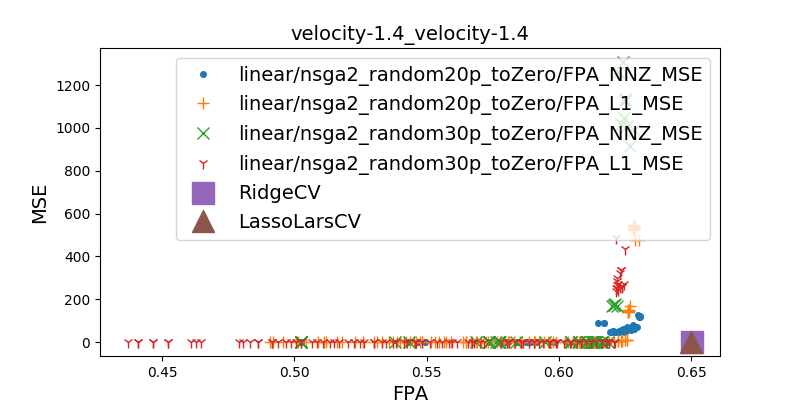 velocity-1.4_velocity-1.4
linear/nsga2_random20p_toZero/FPA_NNZ_MSE
linear/nsga2_random20p_toZero/FPA_L1_MSE
linear/nsga2_random30p_toZero/FPA_NNZ_MSE
linear/nsga2_random30p_toZero/FPA_L1_MSE
RidgeCV
LassoLarsCV
MSE
1200
1000
800
600
400
200
0
0.45 0.50 0.55 0.60 0.65
FPA